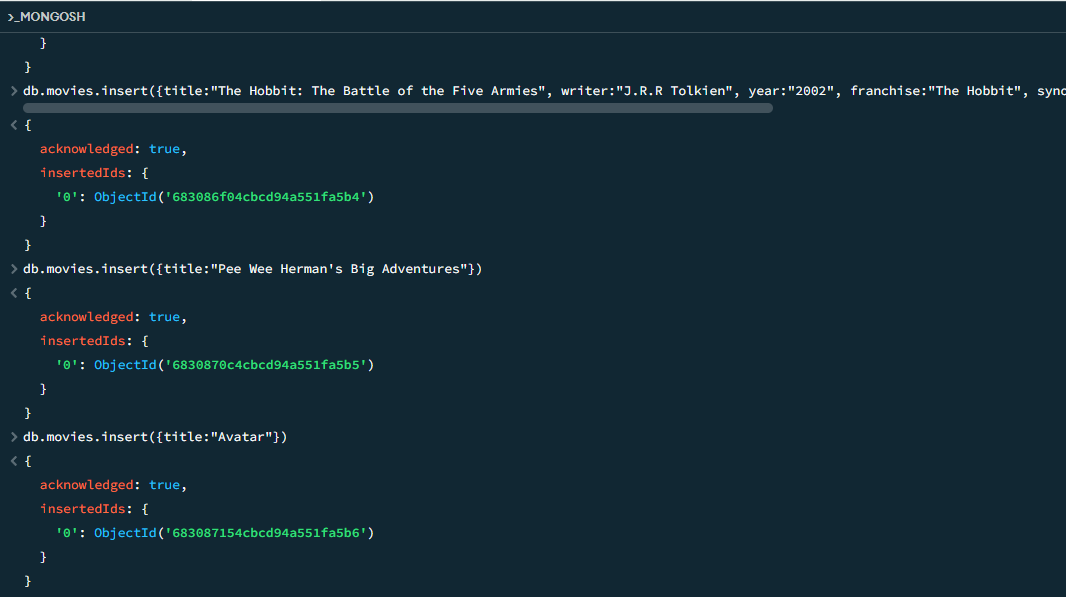 >_MONGOSH
}
}
> db.movies.insert({title:"The Hobbit: The Battle of the Five Armies", writer:"J.R.R Tolkien", year:"2002", franchise:"The Hobbit", syno
< {
acknowledged: true,
insertedIds: {
'0': ObjectId('683086f04cbcd94a551fa5b4')
}
}
> db.movies.insert({title:"Pee Wee Herman's Big Adventures"})
< {
acknowledged: true,
insertedIds: {
'0': ObjectId('6830870c4cbcd94a551fa5b5')
}
}
> db.movies.insert({title:"Avatar"})
< {
acknowledged: true,
insertedIds: {
'0': ObjectId('683087154cbcd94a551fa5b6')
}
}